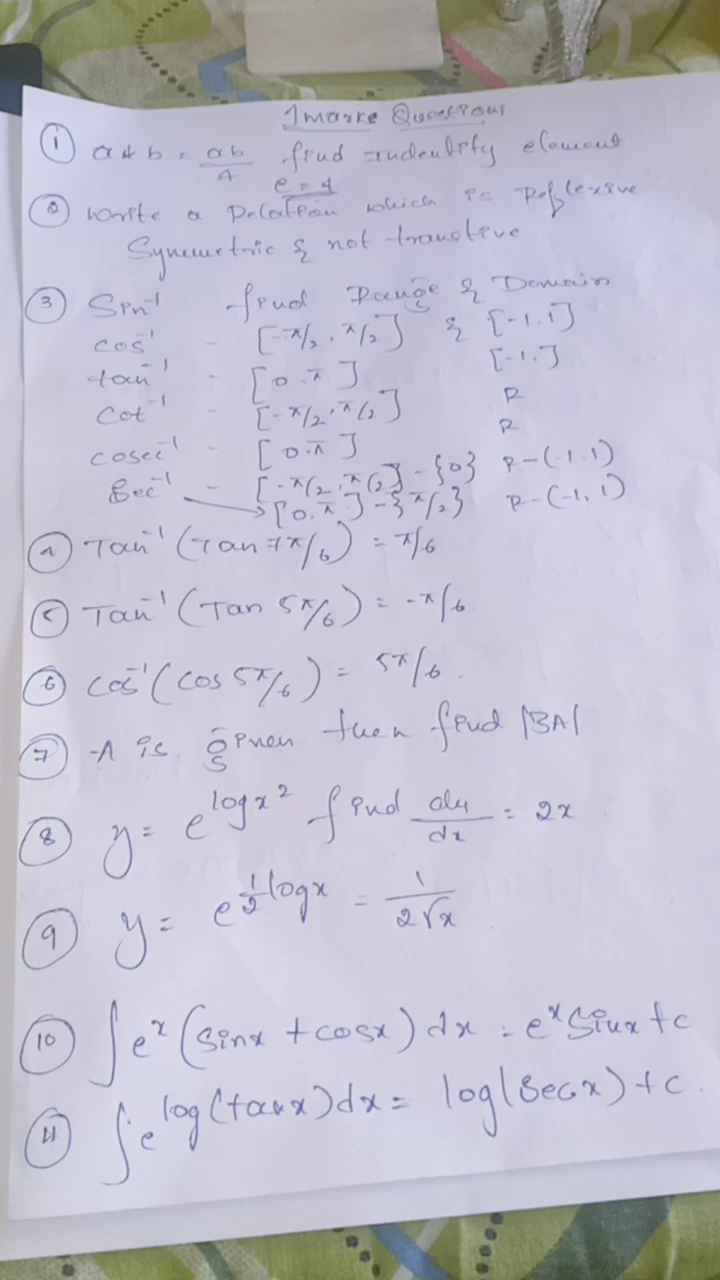 1 marke Questions
① a * b = ab/4 find indentity element
e = 4
② Write a Relation which is Reflexive
Symmetric & not transtive
③ Sin⁻¹ find Range & Domain
cos⁻¹ - [-π/2, π/2] & [-1.1]
tan⁻¹ - [0.π] [-1.]
Cot⁻¹ - [-π/2, π/2] R
cosec⁻¹ - [0.π] R
Sec⁻¹ - [-π/2, π/2] - {0} R-(-1.1)
→ [0.π] - {π/2} R-(-1, 1)
④ Tan⁻¹ (Tan 7π/6) = π/6
⑤ Tan⁻¹ (Tan 5π/6) = -π/6
⑥ cos⁻¹ (cos 5π/6) = 5π/6.
⑦ A is given then find |3A|
⑧ y = e^{log x²} find dy/dx = 2x
⑨ y = e^{½ log x} = 1/2√x
⑩ ∫e^x (sinx + cosx) dx = e^x sinx + c
⑪ ∫e^{log(tanx)} dx = log|secx) + c.